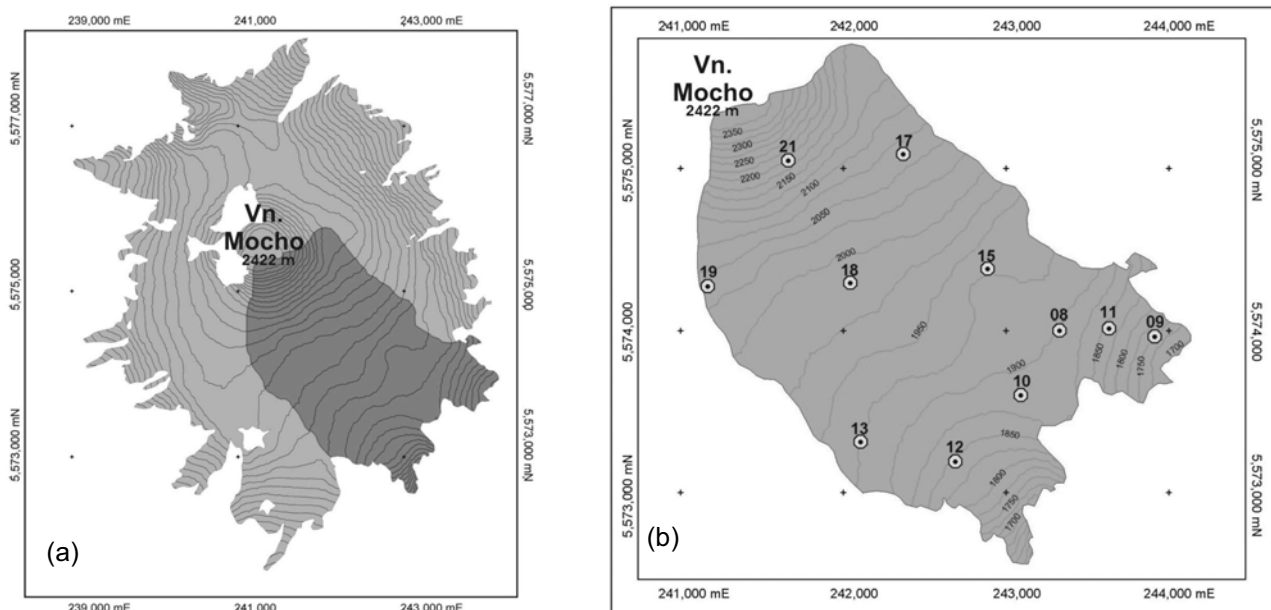 239,000 mE 241,000 243,000 mE
5,577,000 mN
5,577,000 mN
5,575,000
5,575,000 mN
5,573,000 mN
5,573,000 mN
Vn.
Mocho
2422 m
(a)
239,000 mE 241,000 243,000 mE
241,000 mE 242,000 243,000 244,000 mE
5,575,000 mN
5,575,000 mN
5,574,000
5,574,000 mN
5,573,000 mN
5,573,000 mN
Vn.
Mocho
2422 m
2350
2300
2250
2200
2150
2100
2050
2000
1950
1900
1850
1800
1750
1700
1850
1800
1750
1700
21
17
19
18
15
08
11
09
10
13
12
(b)
241,000 mE 242,000 243,000 244,000 mE